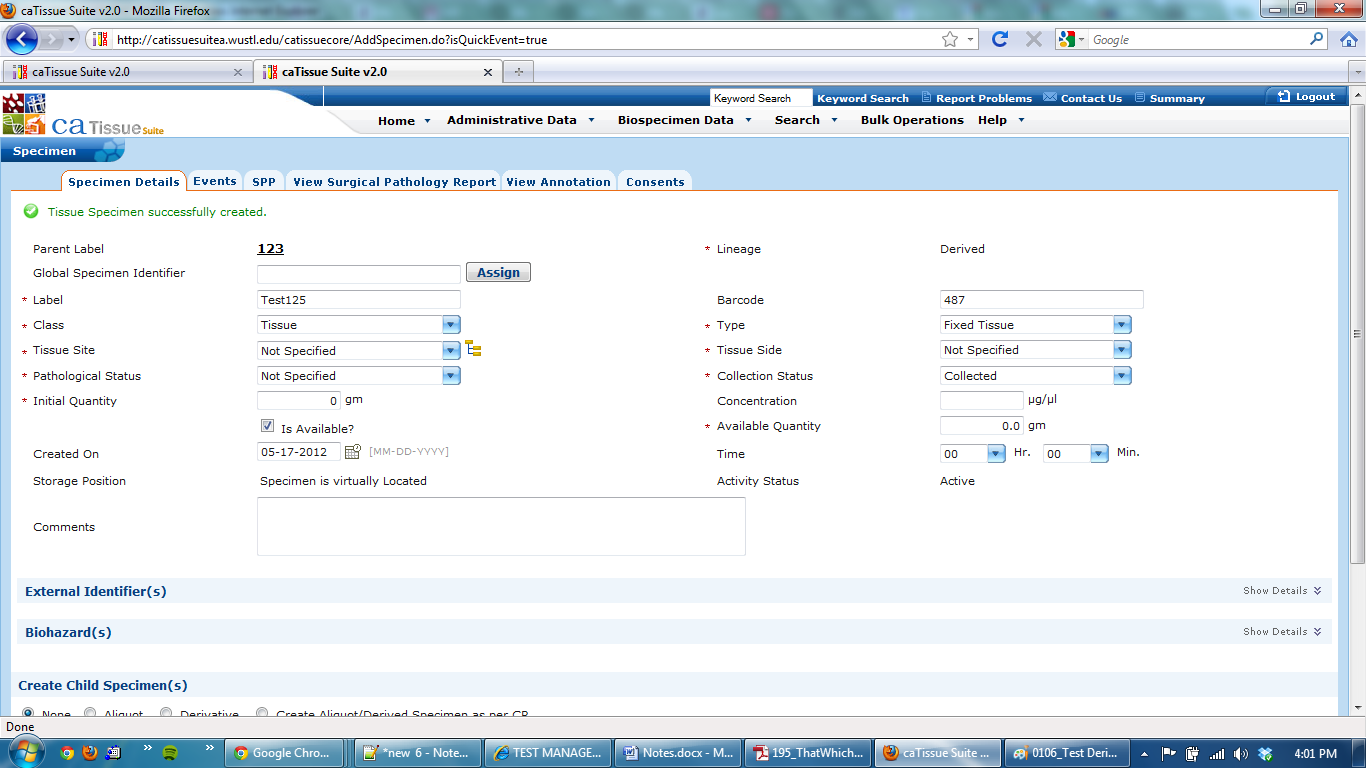 caTissue Suite v2.0 - Mozilla Firefox
http://catissuesuitea.wustl.edu/catissuecore/AddSpecimen.do?isQuickEvent=true
Google
caTissue Suite v2.0
caTissue Suite v2.0
Keyword Search Keyword Search Report Problems Contact Us Summary Logout
ca Tissue Suite
Home Administrative Data Biospecimen Data Search Bulk Operations Help
Specimen
Specimen Details Events SPP View Surgical Pathology Report View Annotation Consents
Tissue Specimen successfully created.
Parent Label 123 * Lineage Derived
Global Specimen Identifier Assign
* Label Test125 Barcode 487
* Class Tissue * Type Fixed Tissue
* Tissue Site Not Specified * Tissue Side Not Specified
* Pathological Status Not Specified * Collection Status Collected
* Initial Quantity 0 gm Concentration µg/µl
Is Available? * Available Quantity 0.0 gm
Created On 05-17-2012 [MM-DD-YYYY] Time 00 Hr. 00 Min.
Storage Position Specimen is virtually Located Activity Status Active
Comments
External Identifier(s) Show Details
Biohazard(s) Show Details
Create Child Specimen(s)
None Aliquot Derivative Create Aliquot/Derived Specimen as per CP
Done
Google Chro... *new 6 - Note... TEST MANAGE... Notes.docx - M... 195_ThatWhich... caTissue Suite ... 0106_Test Deri... 4:01 PM